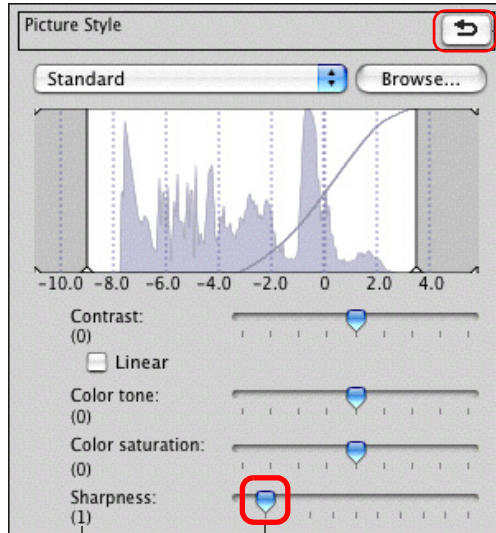 Picture Style
Standard Browse...
-10.0 -8.0 -6.0 -4.0 -2.0 0 2.0 4.0
Contrast:
(0)
Linear
Color tone:
(0)
Color saturation:
(0)
Sharpness:
(1)